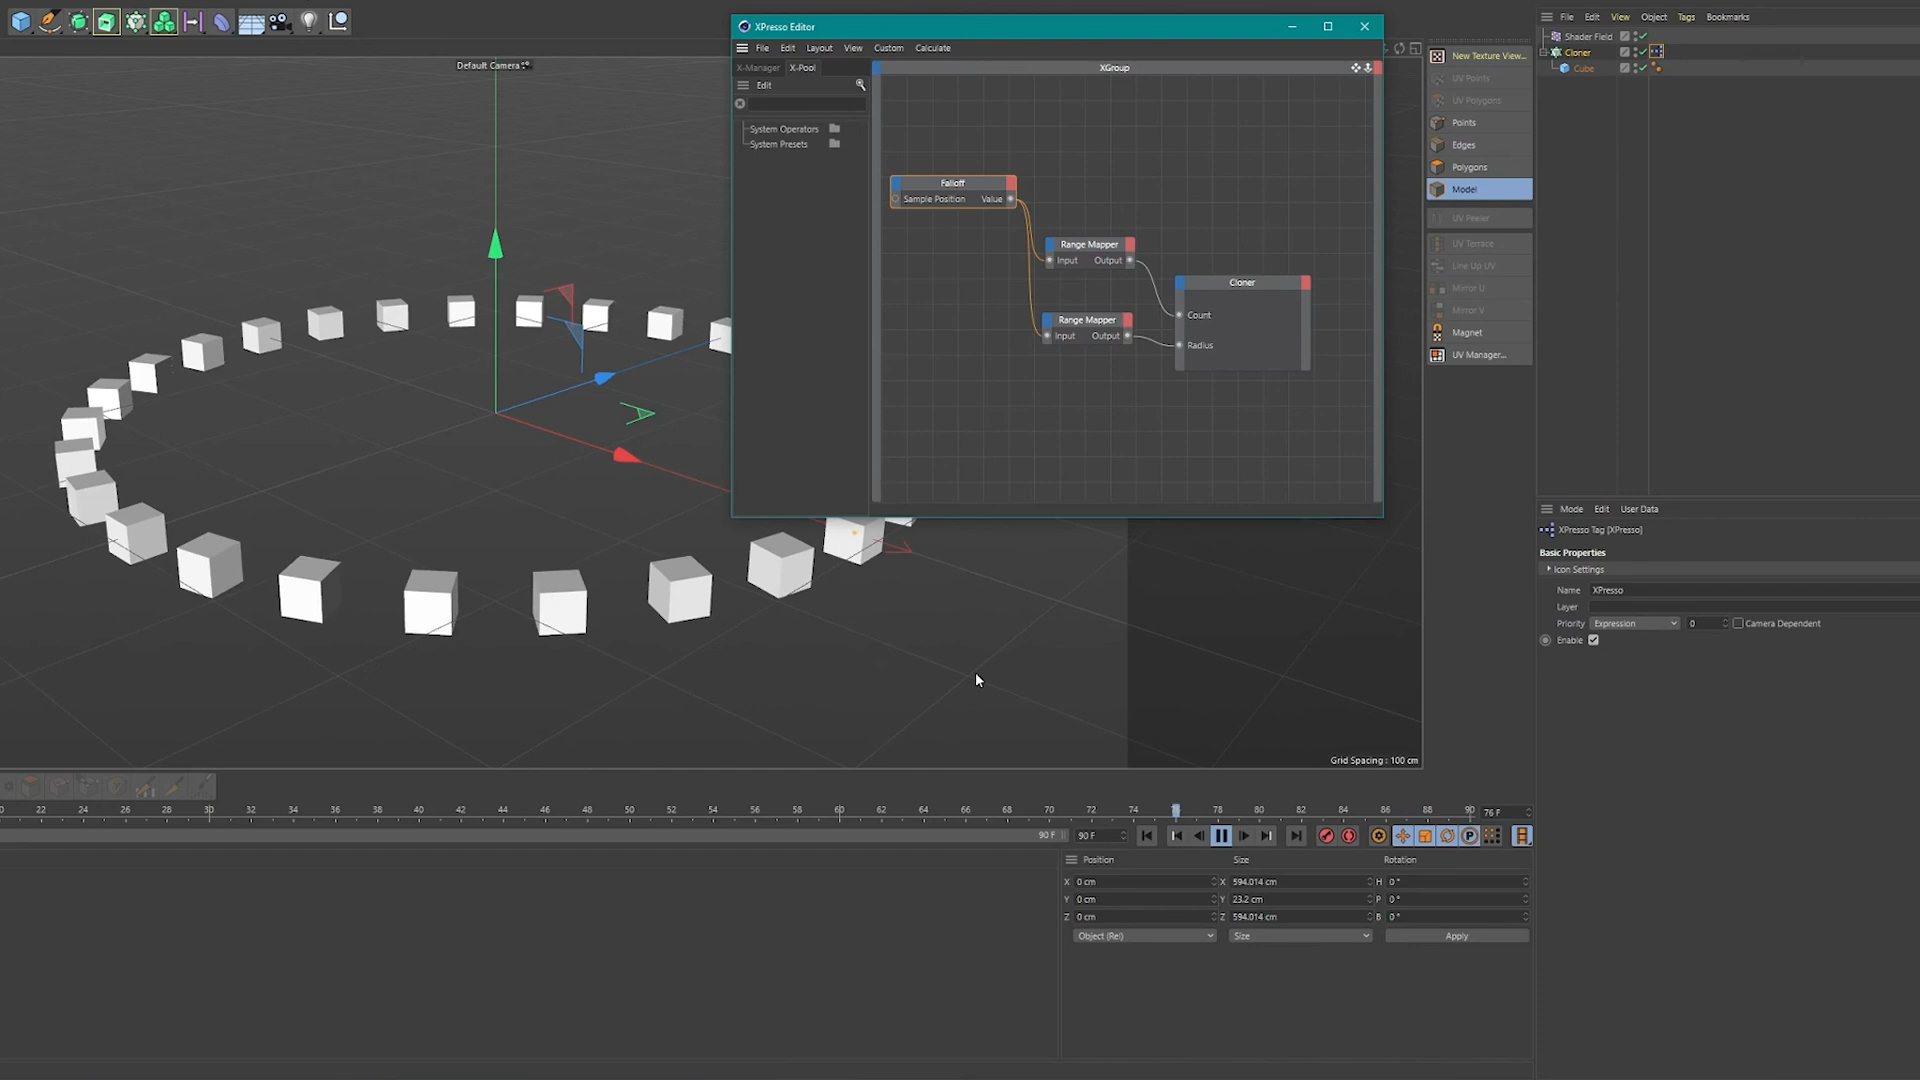 XPresso Editor
File Edit Layout View Custom Calculate
X-Manager X-Pool
Edit
System Operators
System Presets
XGroup
Falloff
Sample Position Value
Range Mapper
Input Output
Range Mapper
Input Output
Cloner
Count
Radius
Default Camera
Grid Spacing : 100 cm
New Texture View...
UV Points
UV Polygons
Points
Edges
Polygons
Model
UV Peeler
UV Terrace
Line Up UV
Mirror U
Mirror V
Magnet
UV Manager...
File Edit View Object Tags Bookmarks
Shader Field
Cloner
Cube
Mode Edit User Data
XPresso Tag [XPresso]
Basic Properties
Icon Settings
Name XPresso
Layer
Priority Expression 0 Camera Dependent
Enable
22 24 26 28 30 32 34 36 38 40 42 44 46 48 50 52 54 56 58 60 62 64 66 68 70 72 74 78 80 82 84 86 88 90 76 F
90 F 90 F
Position Size Rotation
X 0 cm X 594.014 cm H 0 °
Y 0 cm Y 23.2 cm P 0 °
Z 0 cm Z 594.014 cm B 0 °
Object (Rel) Size Apply